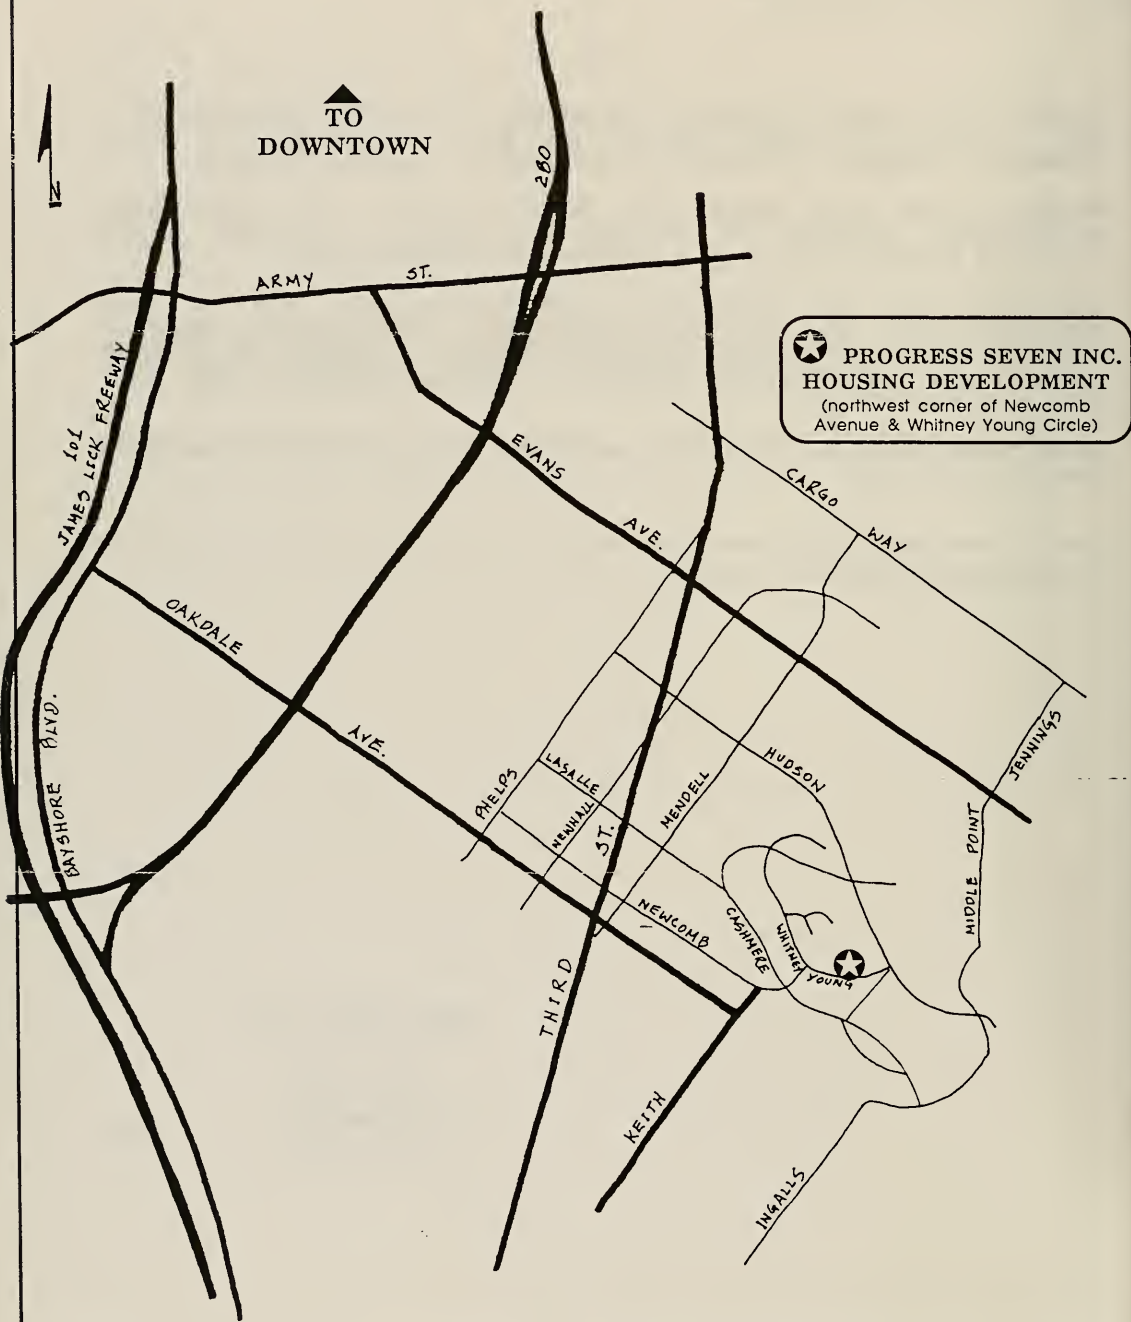 TO
DOWNTOWN
N
280
ARMY ST.
PROGRESS SEVEN INC.
HOUSING DEVELOPMENT
(northwest corner of Newcomb
Avenue & Whitney Young Circle)
101
JAMES LICK FREEWAY
EVANS AVE.
CARGO WAY
OAKDALE AVE.
BAYSHORE BLVD.
PHELPS
LASALLE
NEWHALL
MENDELL
HUDSON
JENNINGS
MIDDLE POINT
NEWCOMB
CASHMERE
WHITNEY YOUNG
THIRD ST.
KEITH
INGALLS